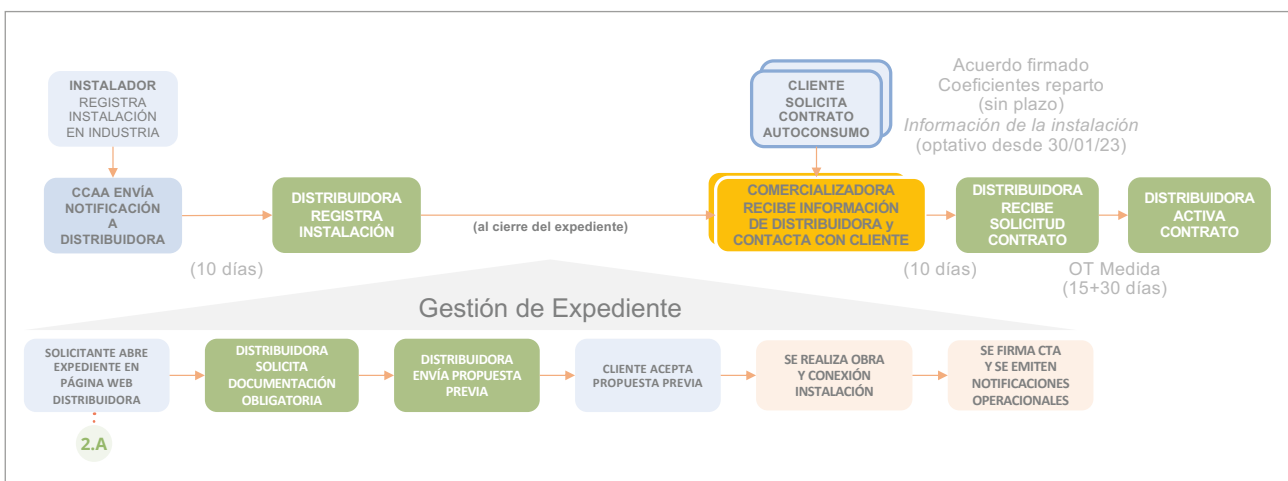 INSTALADOR
REGISTRA
INSTALACIÓN
EN INDUSTRIA
CLIENTE
SOLICITA
CONTRATO
AUTOCONSUMO
Acuerdo firmado
Coeficientes reparto
(sin plazo)
Información de la instalación
(optativo desde 30/01/23)
CCAA ENVÍA
NOTIFICACIÓN
A
DISTRIBUIDORA
DISTRIBUIDORA
REGISTRA
INSTALACIÓN
(al cierre del expediente)
COMERCIALIZADORA
RECIBE INFORMACIÓN
DE DISTRIBUIDORA y
CONTACTA CON CLIENTE
DISTRIBUIDORA
RECIBE
SOLICITUD
CONTRATO
DISTRIBUIDORA
ACTIVA
CONTRATO
(10 días)
(10 días)
OT Medida
(15+30 días)
Gestión de Expediente
SOLICITANTE ABRE
EXPEDIENTE EN
PÁGINA WEB
DISTRIBUIDORA
DISTRIBUIDORA
SOLICITA
DOCUMENTACIÓN
OBLIGATORIA
DISTRIBUIDORA
ENVÍA PROPUESTA
PREVIA
CLIENTE ACEPTA
PROPUESTA PREVIA
SE REALIZA OBRA
Y CONEXIÓN
INSTALACIÓN
SE FIRMA CTA
Y SE EMITEN
NOTIFICACIONES
OPERACIONALES
2.A